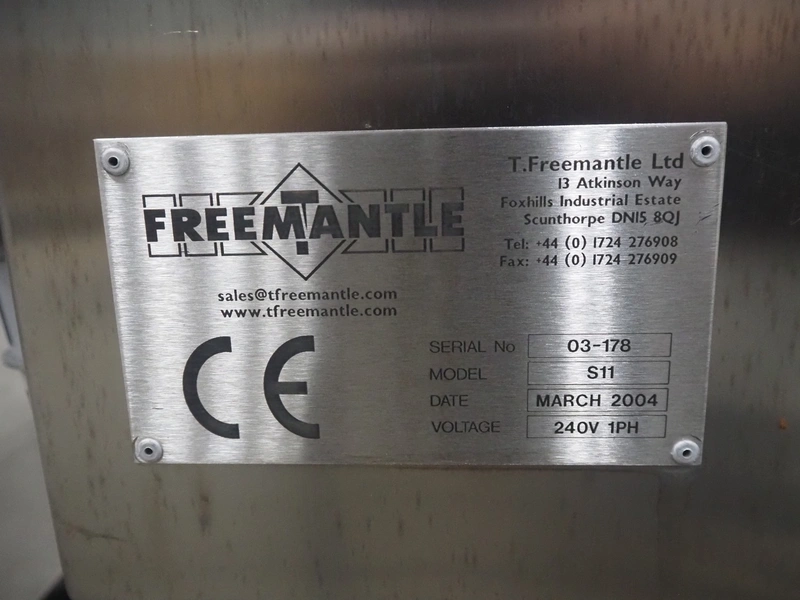 FREEMANTLE
sales@tfreemantle.com
www.tfreemantle.com
T.Freemantle Ltd
13 Atkinson Way
Foxhills Industrial Estate
Scunthorpe DN15 8QJ
Tel: +44 (0) 1724 276908
Fax: +44 (0) 1724 276909
CE
SERIAL No 03-178
MODEL S11
DATE MARCH 2004
VOLTAGE 240V 1PH